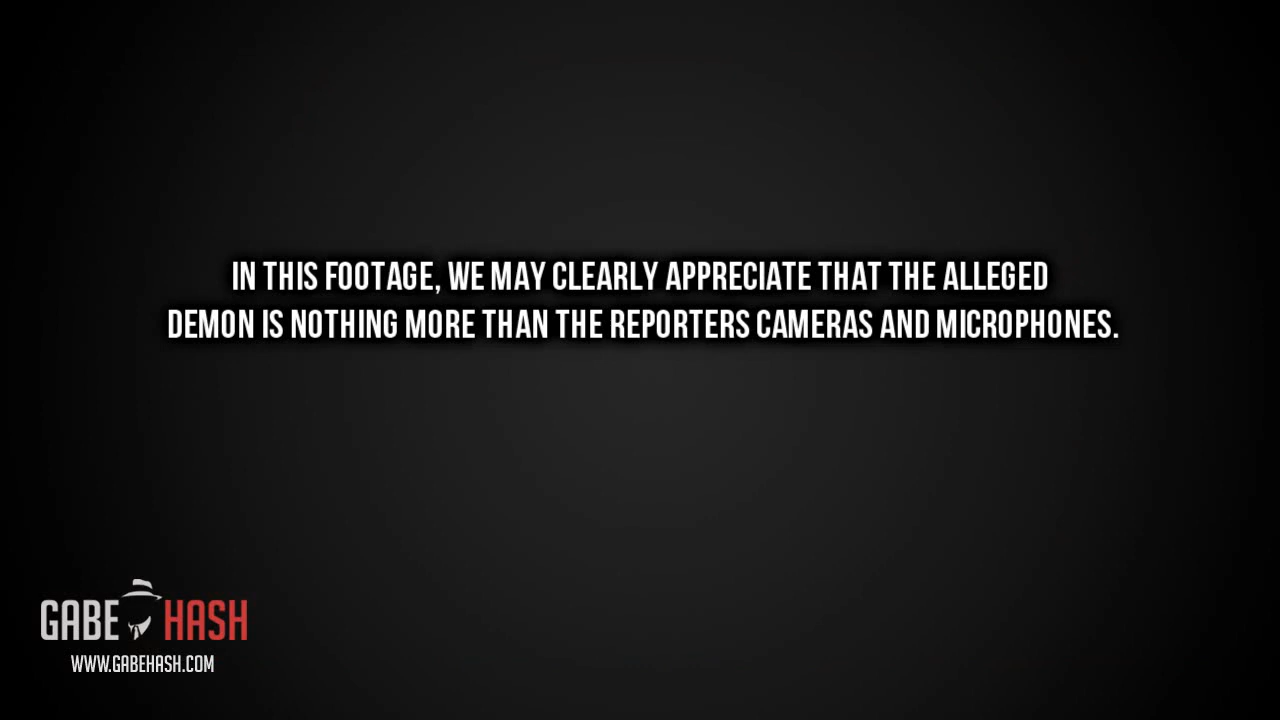 IN THIS FOOTAGE, WE MAY CLEARLY APPRECIATE THAT THE ALLEGED
DEMON IS NOTHING MORE THAN THE REPORTERS CAMERAS AND MICROPHONES.
GABE HASH
WWW.GABEHASH.COM